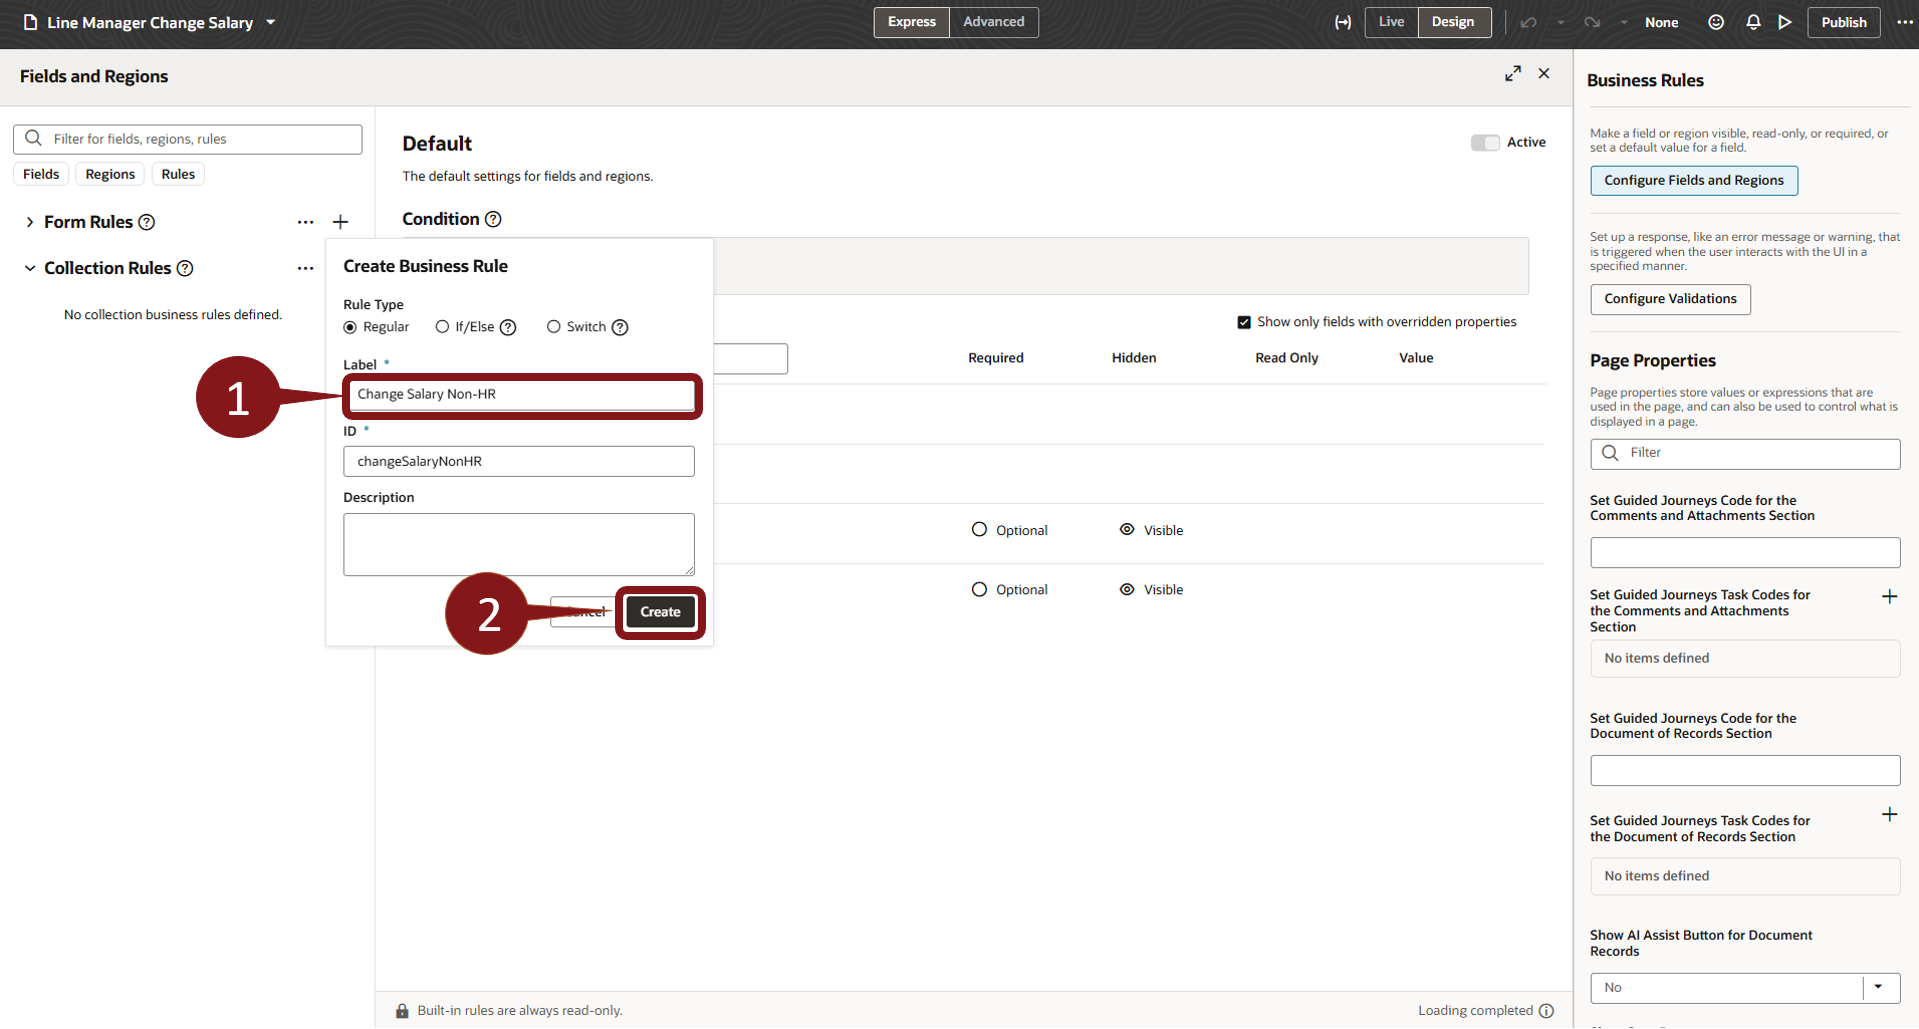 Line Manager Change Salary
Express
Advanced
Live
Design
None
Publish
Fields and Regions
Filter for fields, regions, rules
Fields
Regions
Rules
Form Rules ?
Collection Rules ?
No collection business rules defined.
Default
Active
The default settings for fields and regions.
Condition ?
Show only fields with overridden properties
Required
Hidden
Read Only
Value
Optional
Visible
Optional
Visible
Create Business Rule
Rule Type
Regular
If/Else ?
Switch ?
Label *
1
Change Salary Non-HR
ID *
changeSalaryNonHR
Description
2
Cancel
Create
Built-in rules are always read-only.
Loading completed
Business Rules
Make a field or region visible, read-only, or required, or
set a default value for a field.
Configure Fields and Regions
Set up a response, like an error message or warning, that
is triggered when the user interacts with the UI in a
specified manner.
Configure Validations
Page Properties
Page properties store values or expressions that are
used in the page, and can also be used to control what is
displayed in a page.
Filter
Set Guided Journeys Code for the
Comments and Attachments Section
Set Guided Journeys Task Codes for
the Comments and Attachments
Section
No items defined
Set Guided Journeys Code for the
Document of Records Section
Set Guided Journeys Task Codes for
the Document of Records Section
No items defined
Show AI Assist Button for Document
Records
No